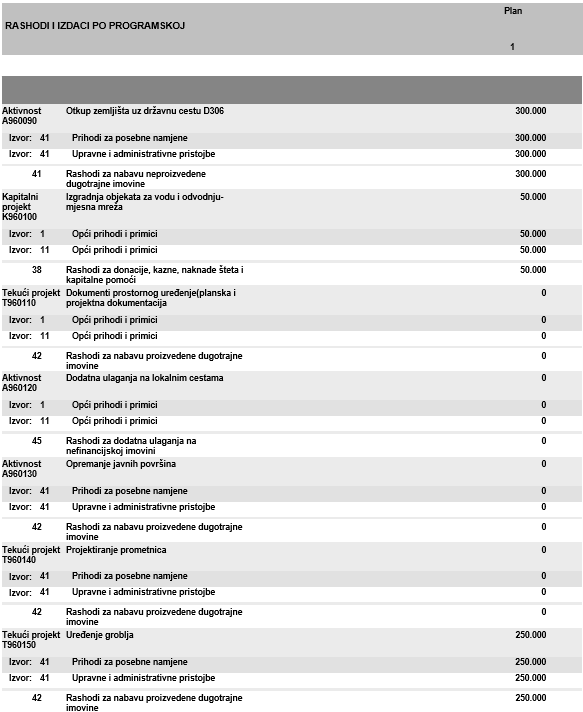 Plan
RASHODI I IZDACI PO PROGRAMSKOJ
1
Aktivnost Otkup zemljišta uz državnu cestu D306 300.000
A960090
Izvor: 41 Prihodi za posebne namjene 300.000
Izvor: 41 Upravne i administrativne pristojbe 300.000
41 Rashodi za nabavu neproizvedene 300.000
dugotrajne imovine
Kapitalni Izgradnja objekata za vodu i odvodnju- 50.000
projekt mjesna mreža
K960100
Izvor: 1 Opći prihodi i primici 50.000
Izvor: 11 Opći prihodi i primici 50.000
38 Rashodi za donacije, kazne, naknade šteta i 50.000
kapitalne pomoći
Tekući projekt Dokumenti prostornog uređenje(planska i 0
T960110 projektna dokumentacija
Izvor: 1 Opći prihodi i primici 0
Izvor: 11 Opći prihodi i primici 0
42 Rashodi za nabavu proizvedene dugotrajne 0
imovine
Aktivnost Dodatna ulaganja na lokalnim cestama 0
A960120
Izvor: 1 Opći prihodi i primici 0
Izvor: 11 Opći prihodi i primici 0
45 Rashodi za dodatna ulaganja na 0
nefinancijskoj imovini
Aktivnost Opremanje javnih površina 0
A960130
Izvor: 41 Prihodi za posebne namjene 0
Izvor: 41 Upravne i administrativne pristojbe 0
42 Rashodi za nabavu proizvedene dugotrajne 0
imovine
Tekući projekt Projektiranje prometnica 0
T960140
Izvor: 41 Prihodi za posebne namjene 0
Izvor: 41 Upravne i administrativne pristojbe 0
42 Rashodi za nabavu proizvedene dugotrajne 0
imovine
Tekući projekt Uređenje groblja 250.000
T960150
Izvor: 41 Prihodi za posebne namjene 250.000
Izvor: 41 Upravne i administrativne pristojbe 250.000
42 Rashodi za nabavu proizvedene dugotrajne 250.000
imovine